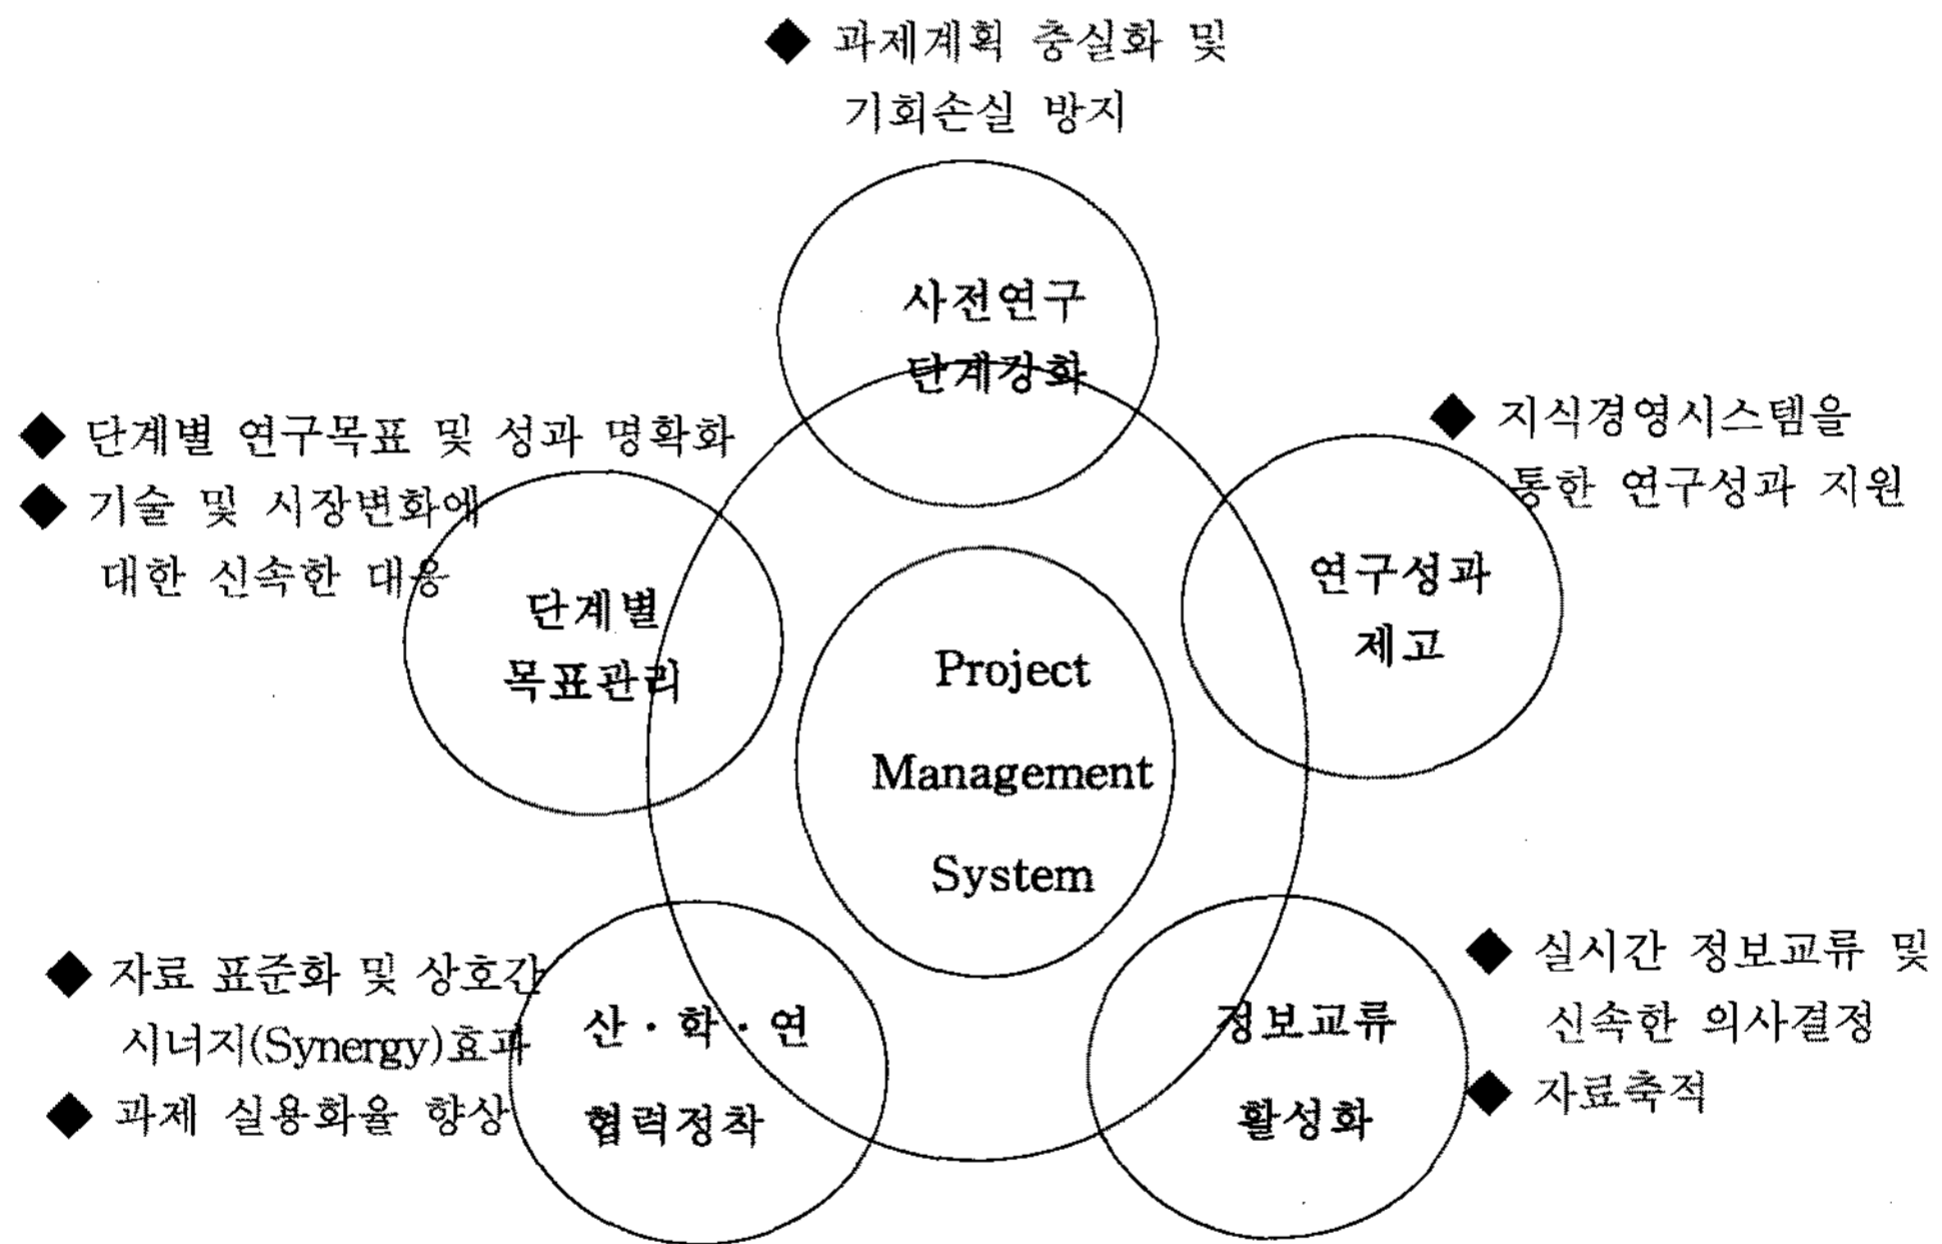 ◆ 과제계획 충실화 및
기회손실 방지
사전연구
단계강화
◆ 단계별 연구목표 및 성과 명확화
◆ 기술 및 시장변화에
대한 신속한 대응
단계별
목표관리
◆ 지식경영시스템을
통한 연구성과 지원
연구성과
제고
Project
Management
System
◆ 자료 표준화 및 상호간
시너지(Synergy)효과
◆ 과제 실용화율 향상
산・학・연
협력정착
정보교류
활성화
◆ 실시간 정보교류 및
신속한 의사결정
◆ 자료축적